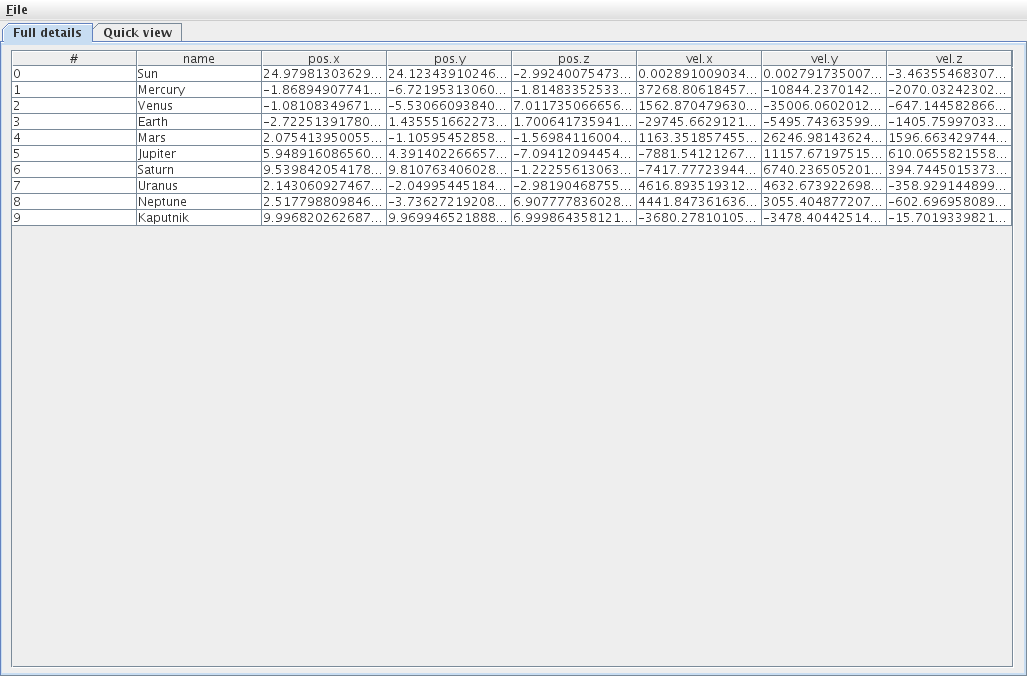 File
Full details Quick view
# name pos.x pos.y pos.z vel.x vel.y vel.z
0 Sun 24.97981303629... 24.12343910246... -2.99240075473... 0.002891009034... 0.002791735007... -3.46355468307...
1 Mercury -1.86894907741... -6.72195313060... -1.81483352533... 37268.80618457... -10844.2370142... -2070.03242302...
2 Venus -1.08108349671... -5.53066093840... 7.011735066656... 1562.870479630... -35006.0602012... -647.144582866...
3 Earth -2.72251391780... 1.435551662273... 1.700641735941... -29745.6629121... -5495.74363599... -1405.75997033...
4 Mars 2.075413950055... -1.10595452858... -1.56984116004... 1163.351857455... 26246.98143624... 1596.663429744...
5 Jupiter 5.948916086560... 4.391402266657... -7.09412094454... -7881.54121267... 11157.67197515... 610.0655821558...
6 Saturn 9.539842054178... 9.810763406028... -1.22255613063... -7417.77723944... 6740.236505201... 394.7445015373...
7 Uranus 2.143060927467... -2.04995445184... -2.98190468755... 4616.893519312... 4632.673922698... -358.929144899...
8 Neptune 2.517798809846... -3.73627219208... 6.907777836028... 4441.847361636... 3055.404877207... -602.696958089...
9 Kaputnik 9.996820262687... 9.969946521888... 6.999864358121... -3680.27810105... -3478.40442514... -15.7019339821...